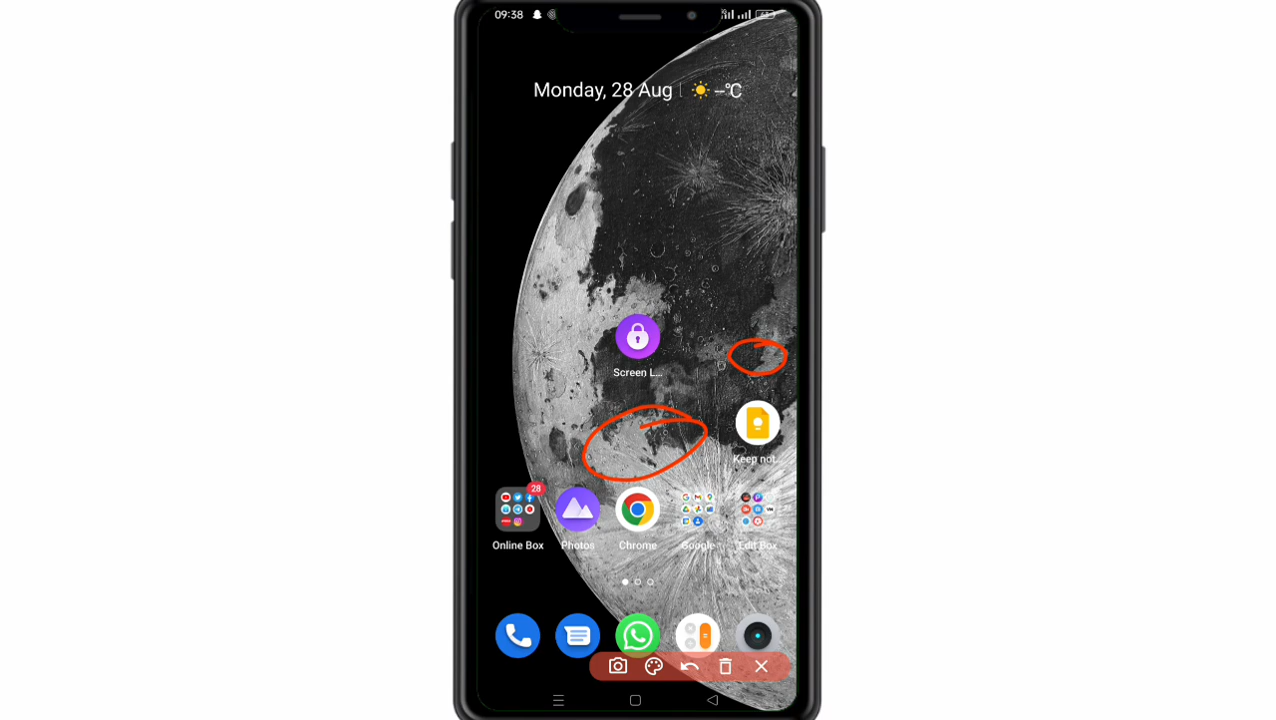 09:38
Monday, 28 Aug | --°C
Screen L...
Keep not...
28
Online Box Photos Chrome Google Edit Box